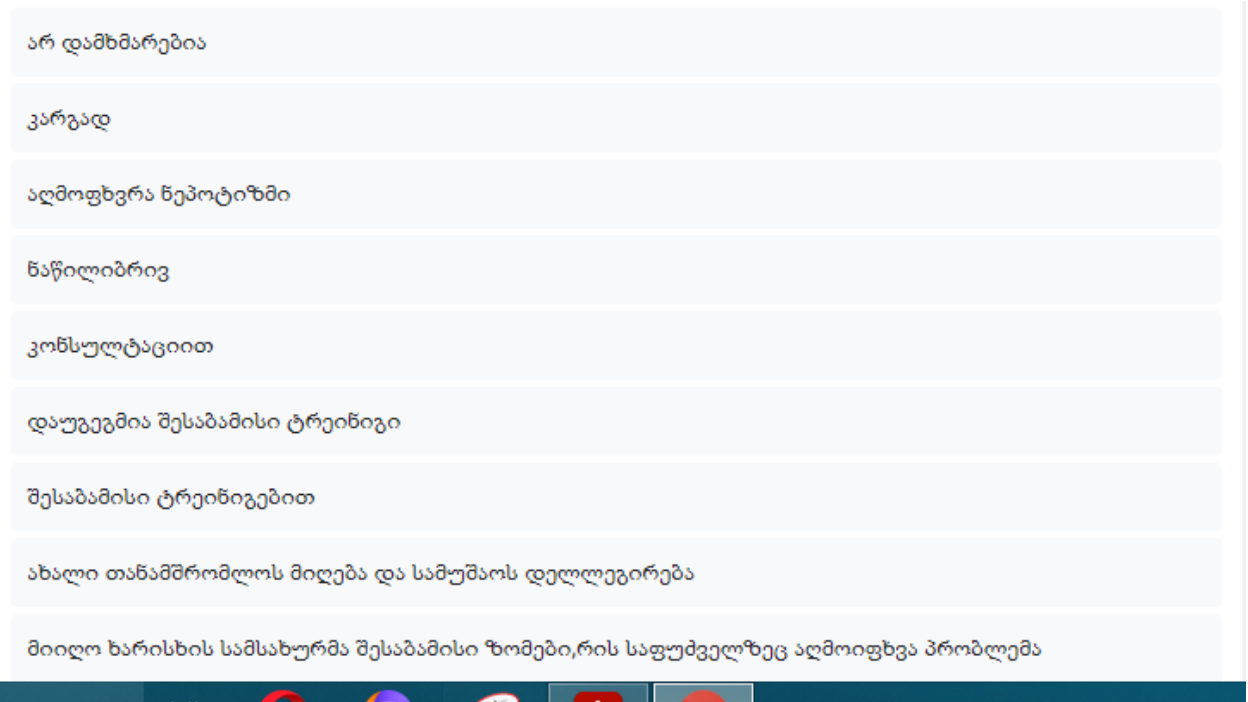 არ დამხმარებია
კარგად
აღმოფხვრა ნეპოტიზმი
ნაწილიბრივ
კონსულტაციით
დაუგეგმია შესაბამისი ტრეინიგი
შესაბამისი ტრეინიგებით
ახალი თანამშრომლოს მიღება და სამუშაოს დელლეგირება
მიიღო ხარისხის სამსახურმა შესაბამისი ზომები,რის საფუძველზეც აღმოიფხვა პრობლემა